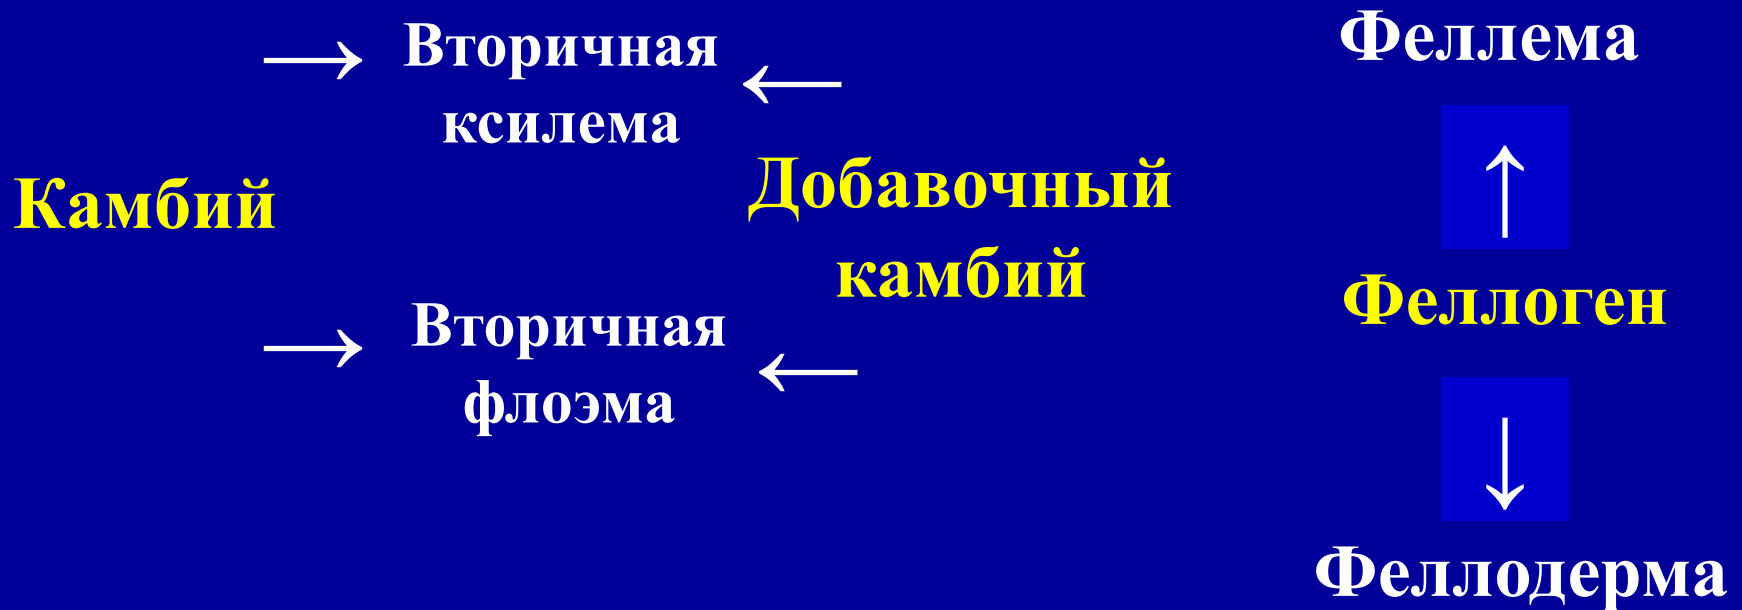 Камбий
→ Вторичная
ксилема
←
→ Вторичная
флоэма
←
Добавочный
камбий
Феллема
↑
Феллоген
↓
Феллодерма